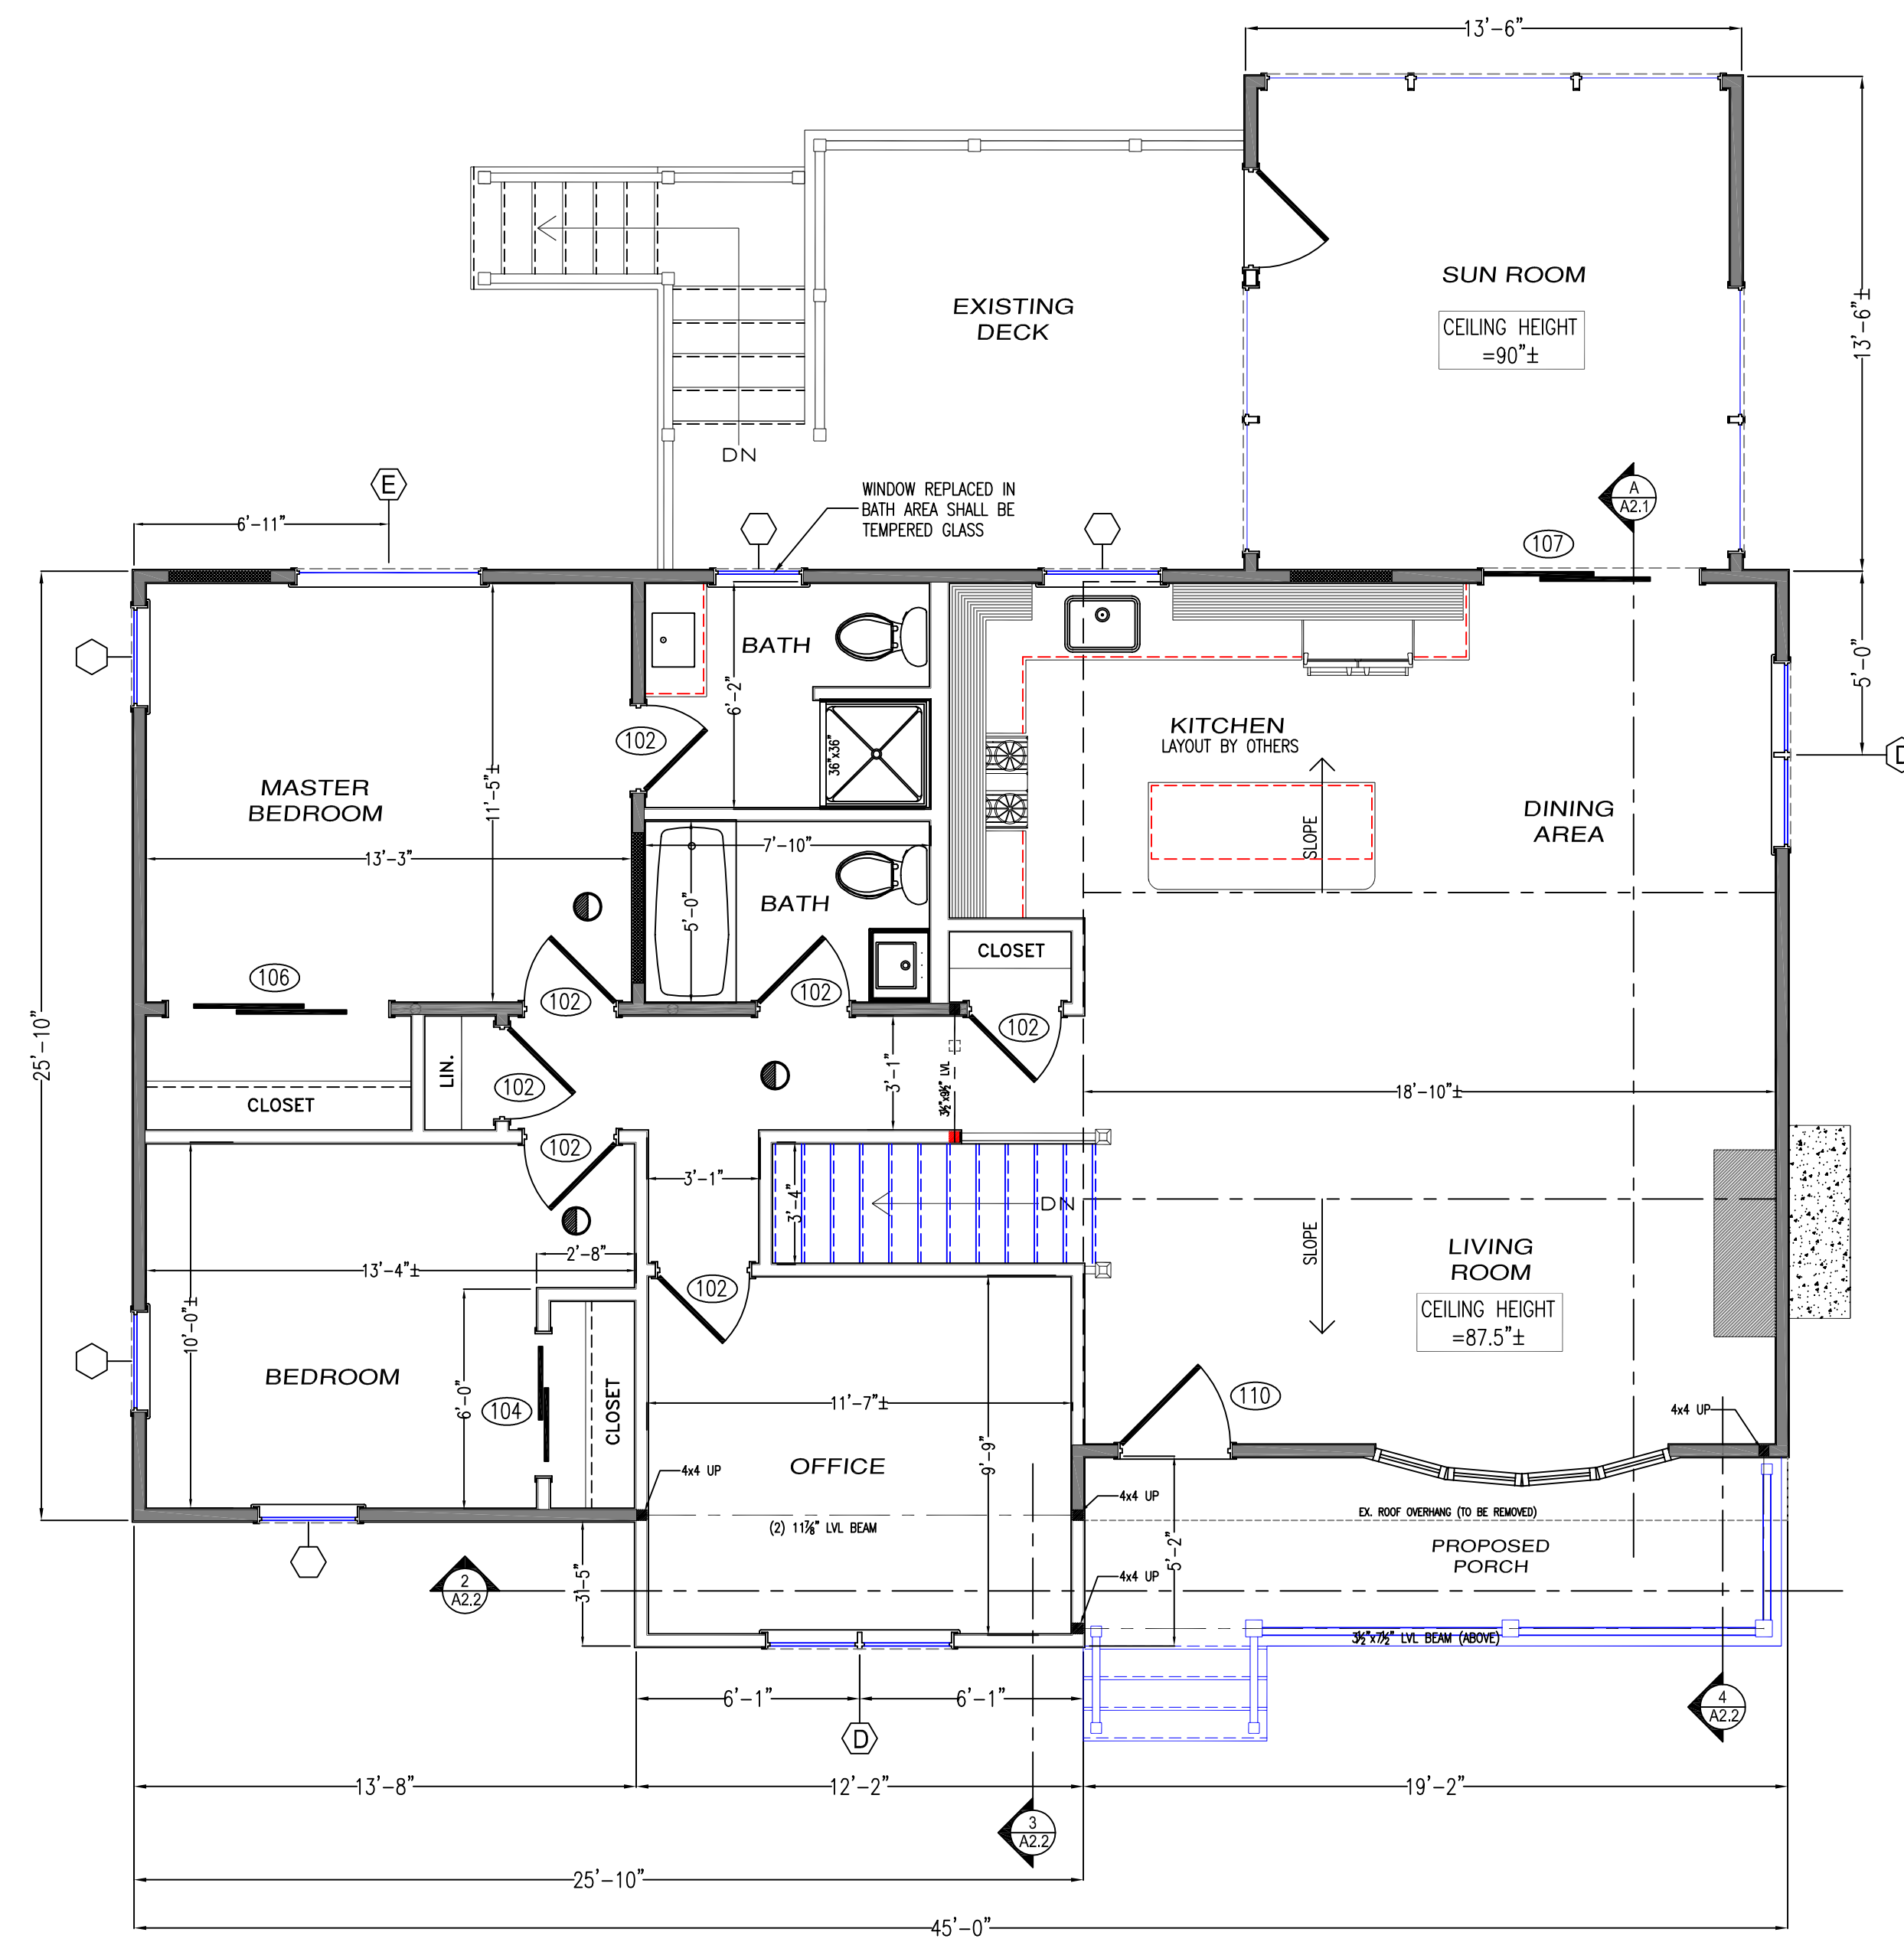 13'-6"
SUN ROOM
CEILING HEIGHT
=90"±
13'-6"±
EXISTING
DECK
DN
E
6'-11"
WINDOW REPLACED IN
BATH AREA SHALL BE
TEMPERED GLASS
A
A2.1
107
5'-0"
BATH
6'-2"
36"x36"
102
KITCHEN
LAYOUT BY OTHERS
SLOPE
DINING
AREA
MASTER
BEDROOM
11'-5"±
13'-3"
7'-10"
5'-0"
BATH
CLOSET
106
102
102
102
25'-10"
LIN.
102
CLOSET
3'-1"
3½"x9½" LVL
18'-10"±
102
3'-1"
3'-4"
DN
2'-8"
13'-4"±
10'-0"±
102
SLOPE
LIVING
ROOM
CEILING HEIGHT
=87.5"±
BEDROOM
6'-0"
104
CLOSET
11'-7"±
110
4x4 UP
OFFICE
9'-9"
4x4 UP
4x4 UP
(2) 11⅞" LVL BEAM
EX. ROOF OVERHANG (TO BE REMOVED)
PROPOSED
PORCH
5'-2"
4x4 UP
2
A2.2
3'-5"
3½"x7½" LVL BEAM (ABOVE)
6'-1"
6'-1"
D
4
A2.2
13'-8"
12'-2"
19'-2"
3
A2.2
25'-10"
45'-0"